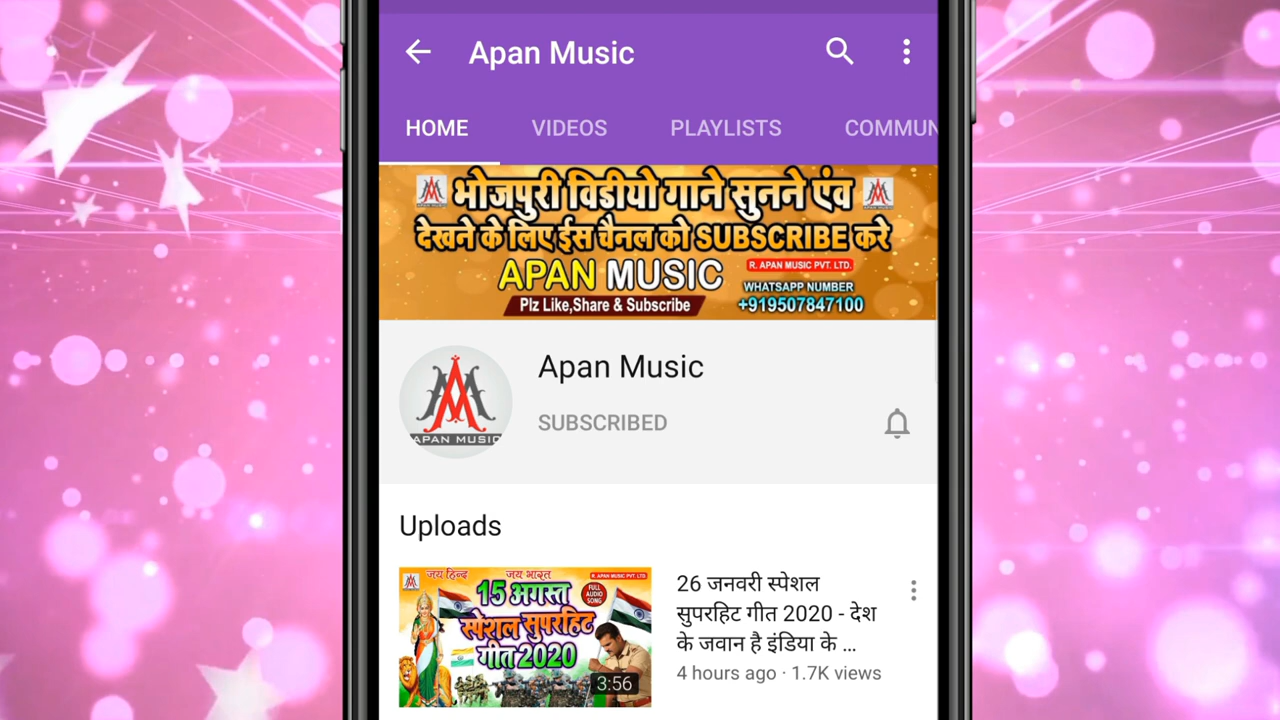 Apan Music
HOME VIDEOS PLAYLISTS COMMUN
भोजपुरी विडीयो गाने सुनने एंव
देखने के लिए ईस चैनल को SUBSCRIBE करे
APAN MUSIC
R. APAN MUSIC PVT. LTD.
WHATSAPP NUMBER
Plz Like,Share & Subscribe
+919507847100
Apan Music
SUBSCRIBED
APAN MUSIC
Uploads
जय हिन्द जय भारत
R. APAN MUSIC PVT. LTD.
15 अगस्त
FULL AUDIO SONG
स्पेशल सुपरहिट
गीत 2020
3:56
26 जनवरी स्पेशल
सुपरहिट गीत 2020 - देश
के जवान है इंडिया के ...
4 hours ago · 1.7K views